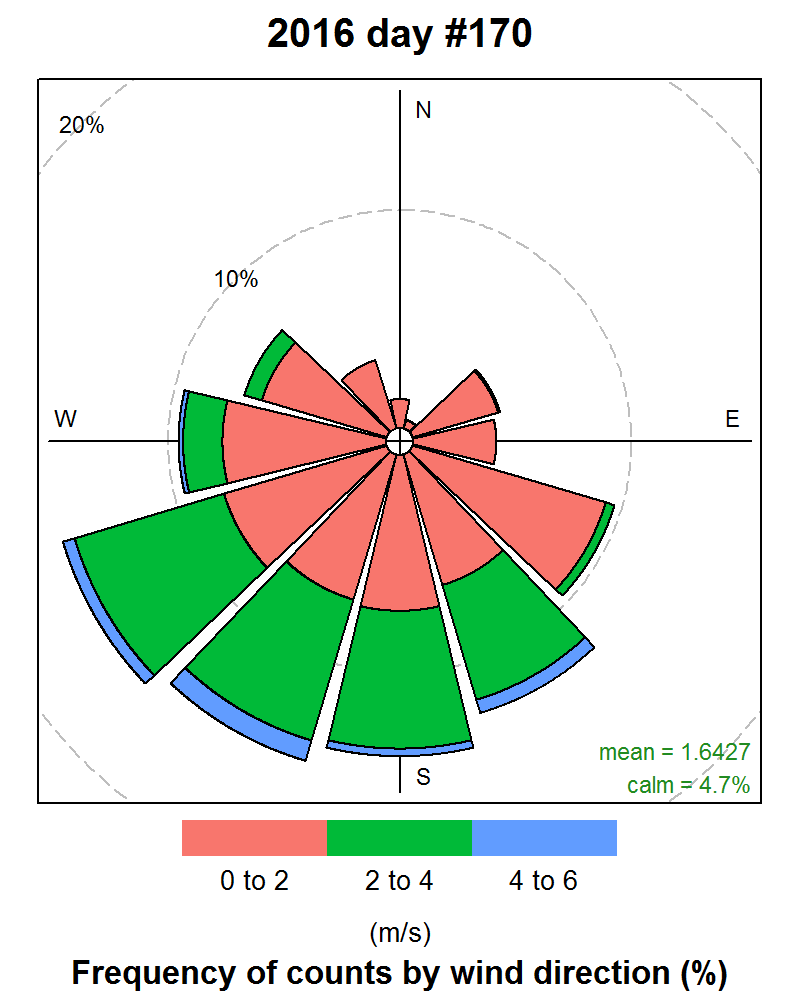 2016 day #170
N
20%
10%
W
E
mean = 1.6427
S
calm = 4.7%
0 to 2 2 to 4 4 to 6
(m/s)
Frequency of counts by wind direction (%)